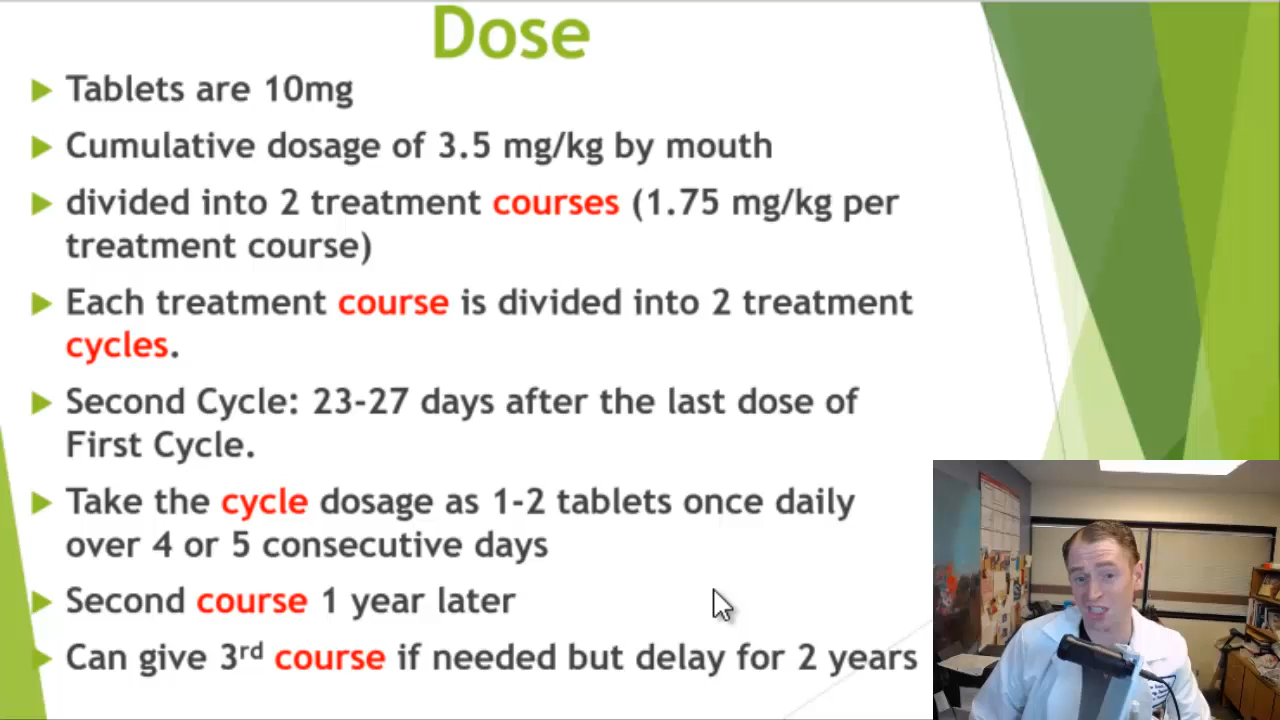 Dose
Tablets are 10mg
Cumulative dosage of 3.5 mg/kg by mouth
divided into 2 treatment courses (1.75 mg/kg per
treatment course)
Each treatment course is divided into 2 treatment
cycles.
Second Cycle: 23-27 days after the last dose of
First Cycle.
Take the cycle dosage as 1-2 tablets once daily
over 4 or 5 consecutive days
Second course 1 year later
Can give 3rd course if needed but delay for 2 years